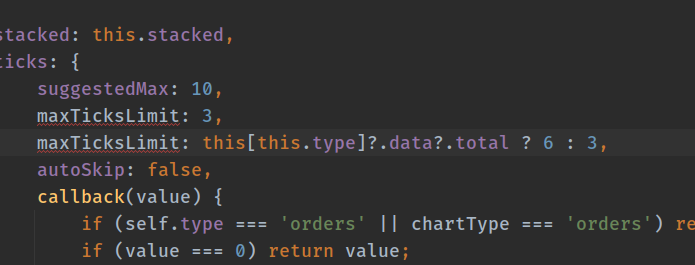 stacked: this.stacked,
ticks: {
suggestedMax: 10,
maxTicksLimit: 3,
maxTicksLimit: this[this.type]?.data?.total ? 6 : 3,
autoSkip: false,
callback(value) {
if (self.type === 'orders' || chartType === 'orders') re
if (value === 0) return value;